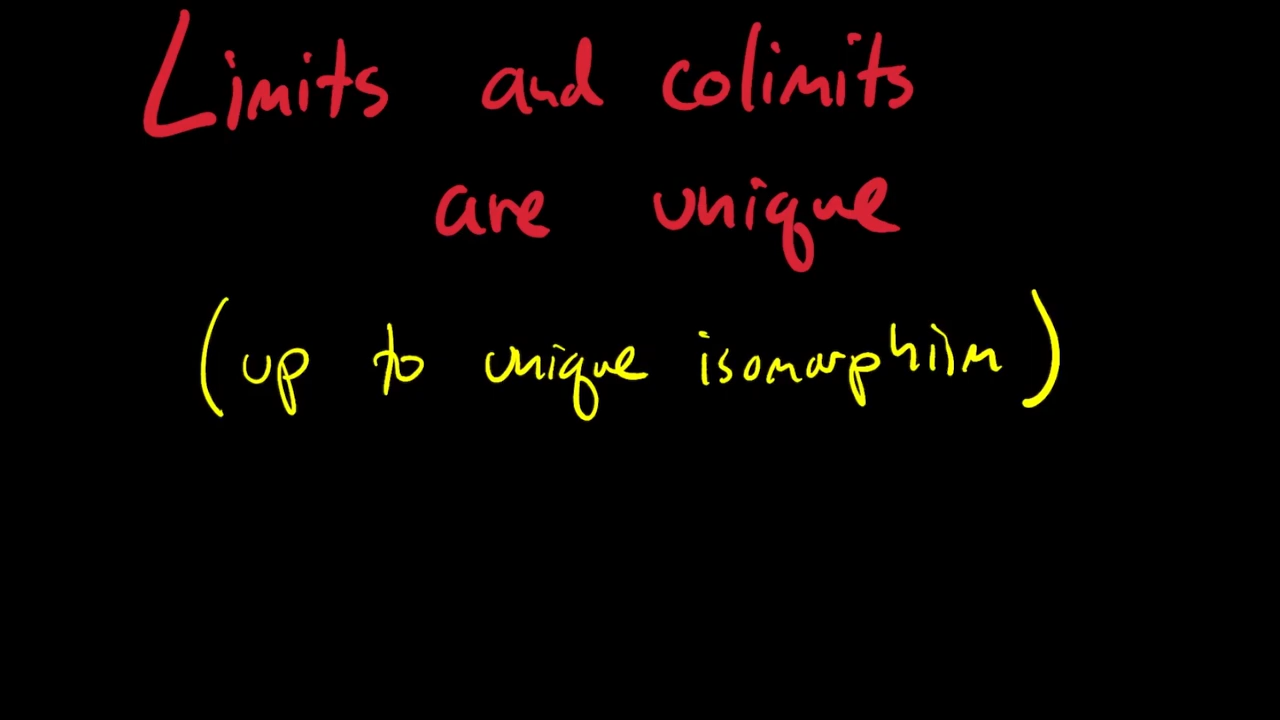 Limits and colimits
are unique
(up to unique isomorphism)